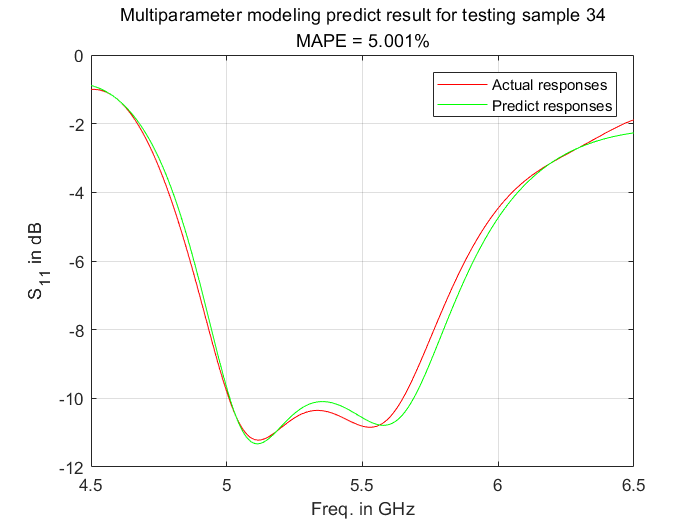 Multiparameter modeling predict result for testing sample 34
MAPE = 5.001%
Actual responses
Predict responses
0
-2
-4
-6
-8
-10
-12
S11 in dB
4.5 5 5.5 6 6.5
Freq. in GHz